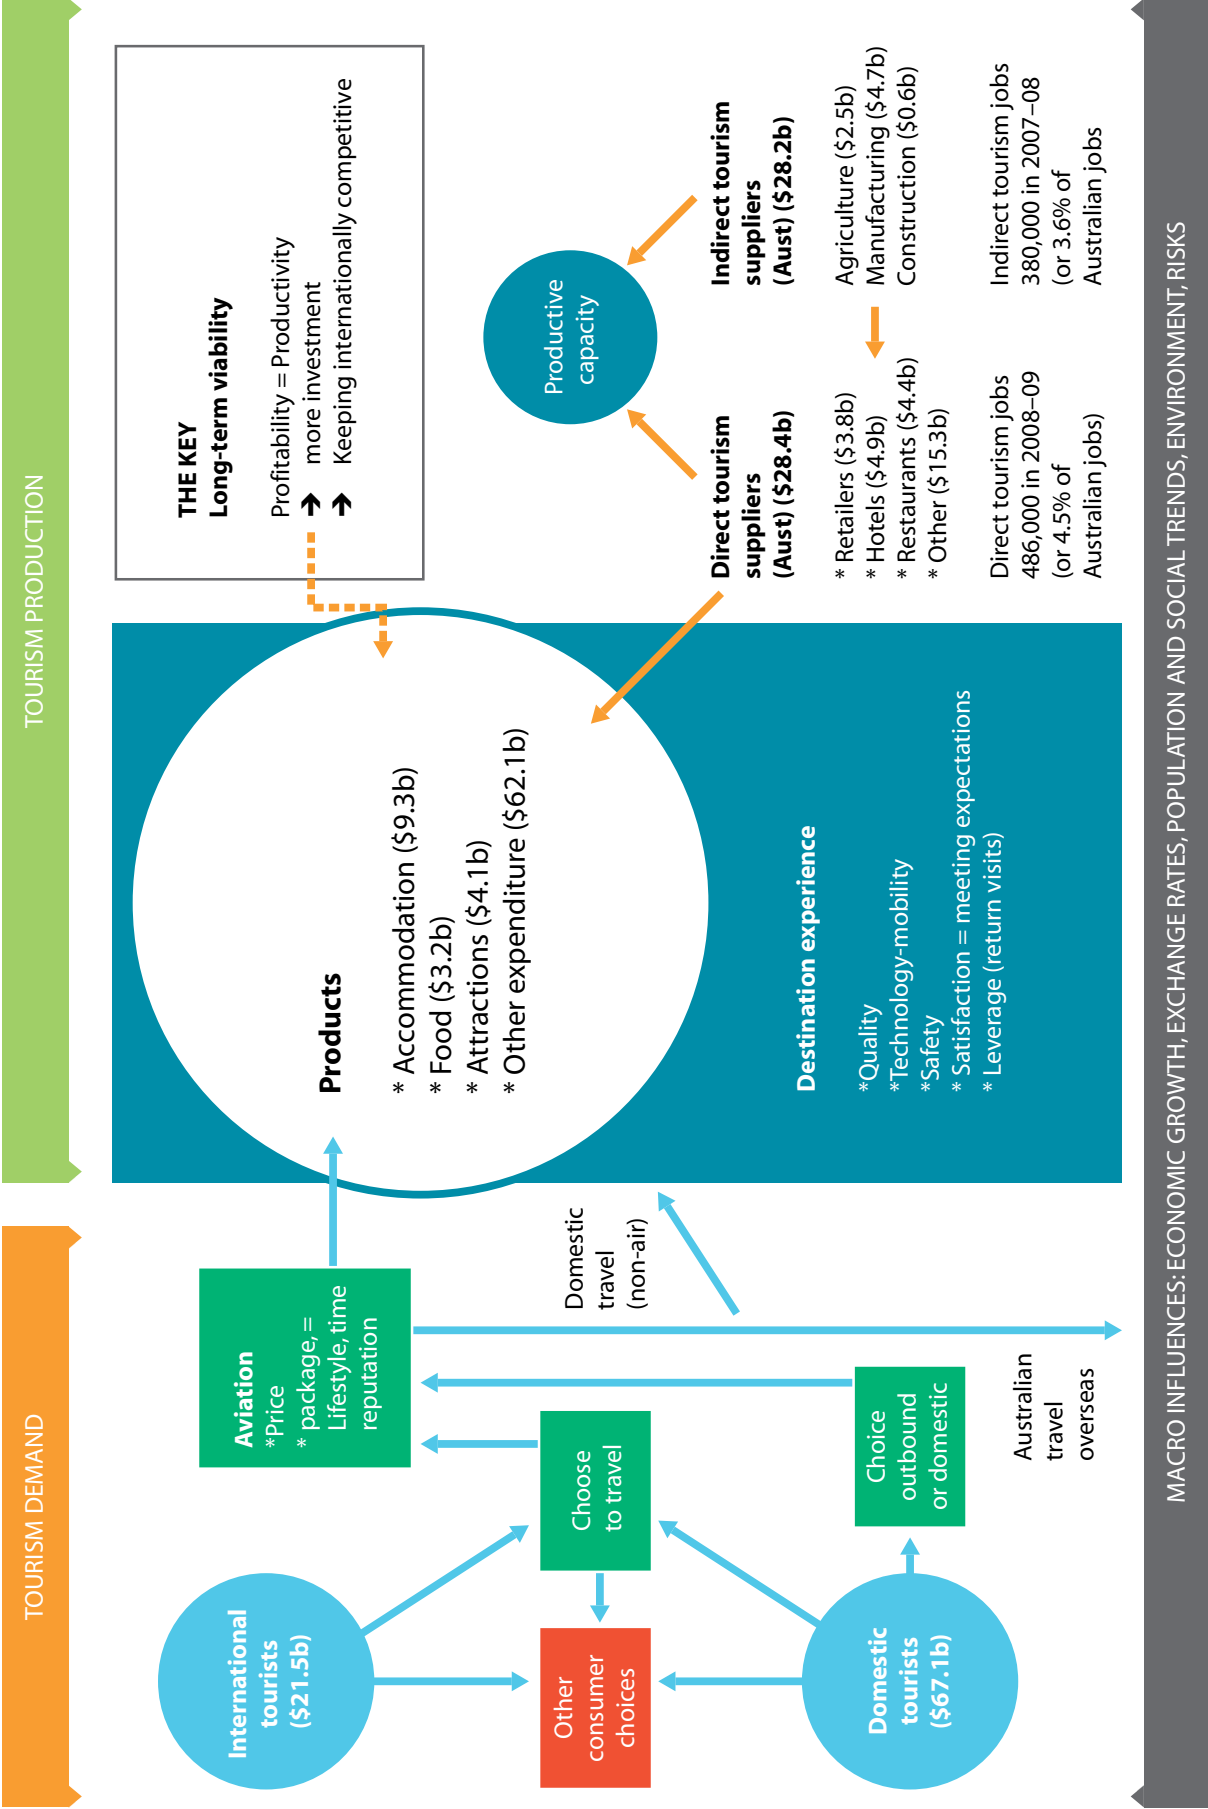 TOURISM DEMAND
TOURISM PRODUCTION
International
tourists
($21.5b)
Other
consumer
choices
Domestic
tourists
($67.1b)
Choose
to travel
Choice
outbound
or domestic
Aviation
*Price
* package, =
Lifestyle, time
reputation
Australian
travel
overseas
Domestic
travel
(non-air)
Products
* Accommodation ($9.3b)
* Food ($3.2b)
* Attractions ($4.1b)
* Other expenditure ($62.1b)
Destination experience
*Quality
*Technology-mobility
*Safety
* Satisfaction = meeting expectations
* Leverage (return visits)
THE KEY
Long-term viability
Profitability = Productivity
➔ more investment
➔ Keeping internationally competitive
Productive
capacity
Direct tourism
suppliers
(Aust) ($28.4b)
* Retailers ($3.8b)
* Hotels ($4.9b)
* Restaurants ($4.4b)
* Other ($15.3b)
Direct tourism jobs
486,000 in 2008–09
(or 4.5% of
Australian jobs)
Indirect tourism
suppliers
(Aust) ($28.2b)
Agriculture ($2.5b)
Manufacturing ($4.7b)
Construction ($0.6b)
Indirect tourism jobs
380,000 in 2007–08
(or 3.6% of
Australian jobs
MACRO INFLUENCES: ECONOMIC GROWTH, EXCHANGE RATES, POPULATION AND SOCIAL TRENDS, ENVIRONMENT, RISKS